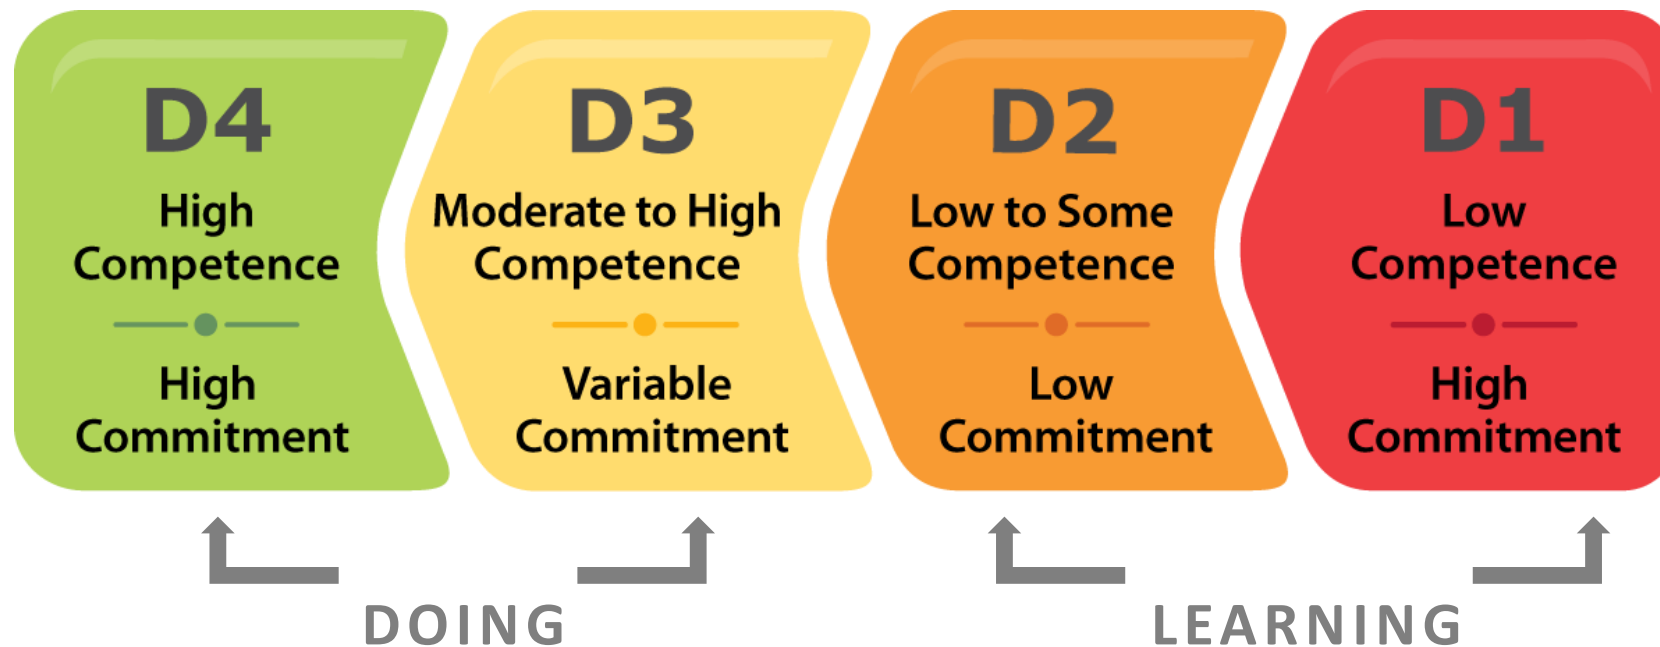 D4
High
Competence
High
Commitment
D3
Moderate to High
Competence
Variable
Commitment
D2
Low to Some
Competence
Low
Commitment
D1
Low
Competence
High
Commitment
DOING
LEARNING